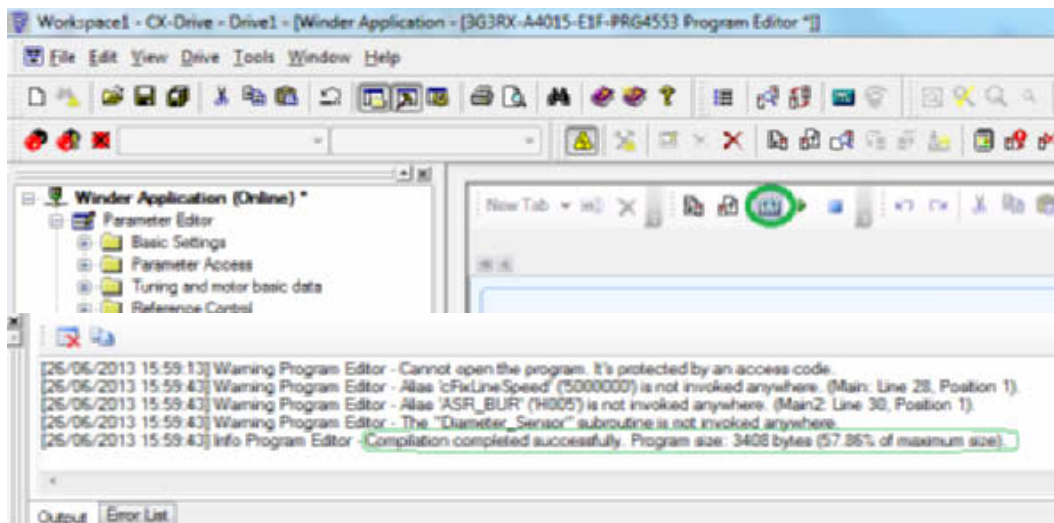 Workspace1 - CX-Drive - Drive1 - [Winder Application - [3G3RX-A4015-E1F-PRG4553 Program Editor *]]
File Edit View Drive Tools Window Help
Winder Application (Online) *
Parameter Editor
Basic Settings
Parameter Access
Tuning and motor basic data
Reference Control
New Tab
[26/06/2013 15:59:13] Warning Program Editor - Cannot open the program. It's protected by an access code.
[26/06/2013 15:59:43] Warning Program Editor - Alias 'cFixLineSpeed' ('5000000') is not invoked anywhere. (Main: Line 28, Position 1).
[26/06/2013 15:59:43] Warning Program Editor - Alias 'ASR_BUR' ('H005') is not invoked anywhere. (Main2: Line 30, Position 1).
[26/06/2013 15:59:43] Warning Program Editor - The "Diameter_Sensor" subroutine is not invoked anywhere.
[26/06/2013 15:59:43] Info Program Editor - Compilation completed successfully. Program size: 3408 bytes (57.86% of maximum size).
Output Error List